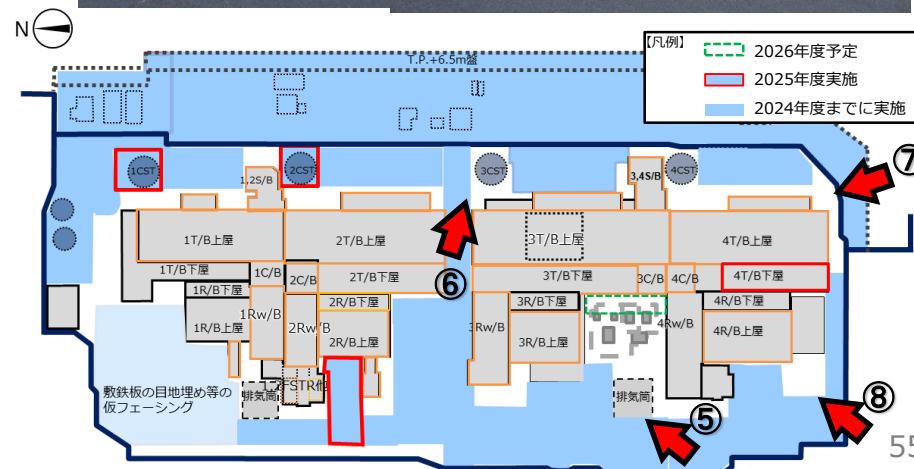 N
【凡例】
2026年度予定
2025年度実施
2024年度までに実施
T.P.+6.5m盤
⑦
1CST
2CST
3CST
4CST
1,2S/B
3,4S/B
1T/B上屋
2T/B上屋
3T/B上屋
4T/B上屋
⑥
1T/B下屋
1C/B
2C/B
2T/B下屋
3T/B下屋
3C/B
4C/B
4T/B下屋
1R/B下屋
2R/B下屋
3R/B下屋
4R/B下屋
1Rw/B
2Rw/B
3Rw/B
4Rw/B
1R/B上屋
2R/B上屋
3R/B上屋
4R/B上屋
敷鉄板の目地埋め等の
仮フェーシング
FSTR他
排気筒
排気筒
⑤
⑧
55